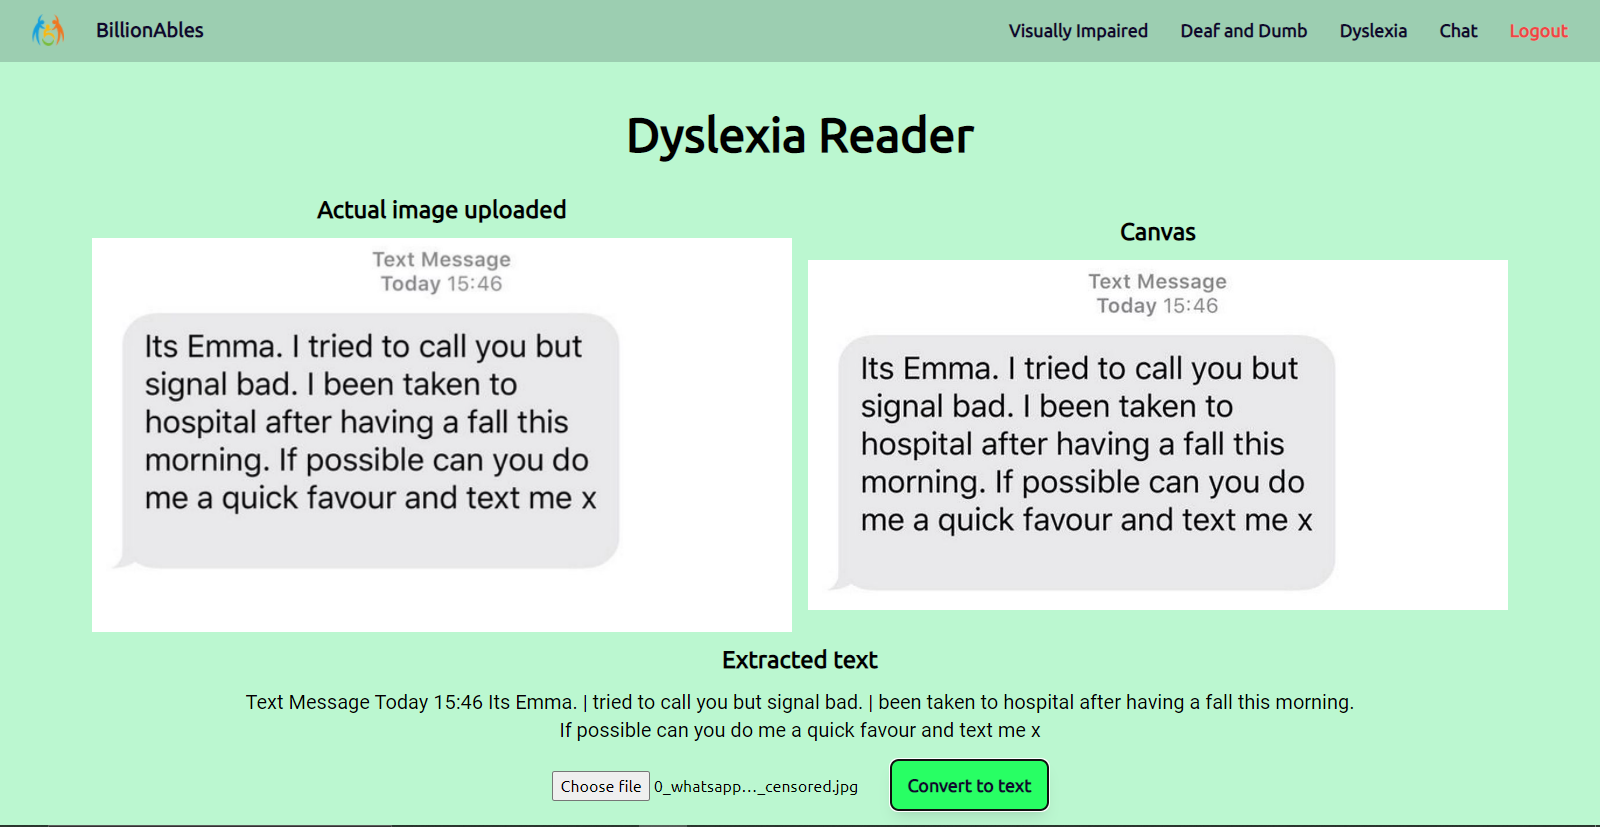 BillionAbles
Visually Impaired
Deaf and Dumb
Dyslexia
Chat
Logout
Dyslexia Reader
Actual image uploaded
Text Message
Today 15:46
Its Emma. I tried to call you but
signal bad. I been taken to
hospital after having a fall this
morning. If possible can you do
me a quick favour and text me x
Canvas
Text Message
Today 15:46
Its Emma. I tried to call you but
signal bad. I been taken to
hospital after having a fall this
morning. If possible can you do
me a quick favour and text me x
Extracted text
Text Message Today 15:46 Its Emma. | tried to call you but signal bad. | been taken to hospital after having a fall this morning.
If possible can you do me a quick favour and text me x
Choose file 0_whatsapp..._censored.jpg
Convert to text